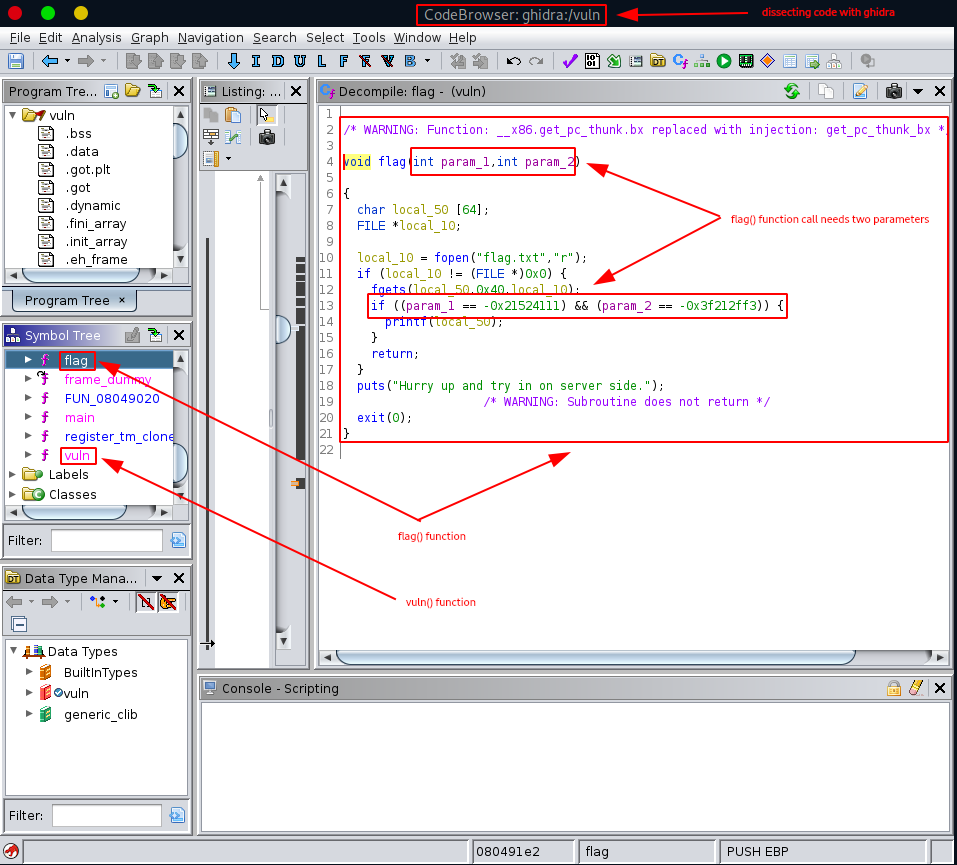 CodeBrowser: ghidra:/vuln
dissecting code with ghidra
File Edit Analysis Graph Navigation Search Select Tools Window Help
I D U L F F V B
Program Tre...
Listing:
Decompile: flag - (vuln)
vuln
.bss
.data
.got.plt
.got
.dynamic
.fini_array
.init_array
.eh_frame
Program Tree ×
Symbol Tree
flag
frame_dummy
FUN_08049020
main
register_tm_clone
vuln
Labels
Classes
Filter:
Data Type Mana...
Data Types
BuiltInTypes
vuln
generic_clib
Filter:
1
2 /* WARNING: Function: __x86.get_pc_thunk.bx replaced with injection: get_pc_thunk_bx *
3
4 void flag(int param_1,int param_2)
5
6 {
7 char local_50 [64];
8 FILE *local_10;
9
10 local_10 = fopen("flag.txt","r");
11 if (local_10 != (FILE *)0x0) {
12 fgets(local_50,0x40,local_10);
13 if ((param_1 == -0x21524111) && (param_2 == -0x3f212ff3)) {
14 printf(local_50);
15 }
16 return;
17 }
18 puts("Hurry up and try in on server side.");
19 /* WARNING: Subroutine does not return */
20 exit(0);
21 }
22
flag() function call needs two parameters
flag() function
vuln() function
Console - Scripting
080491e2
flag
PUSH EBP